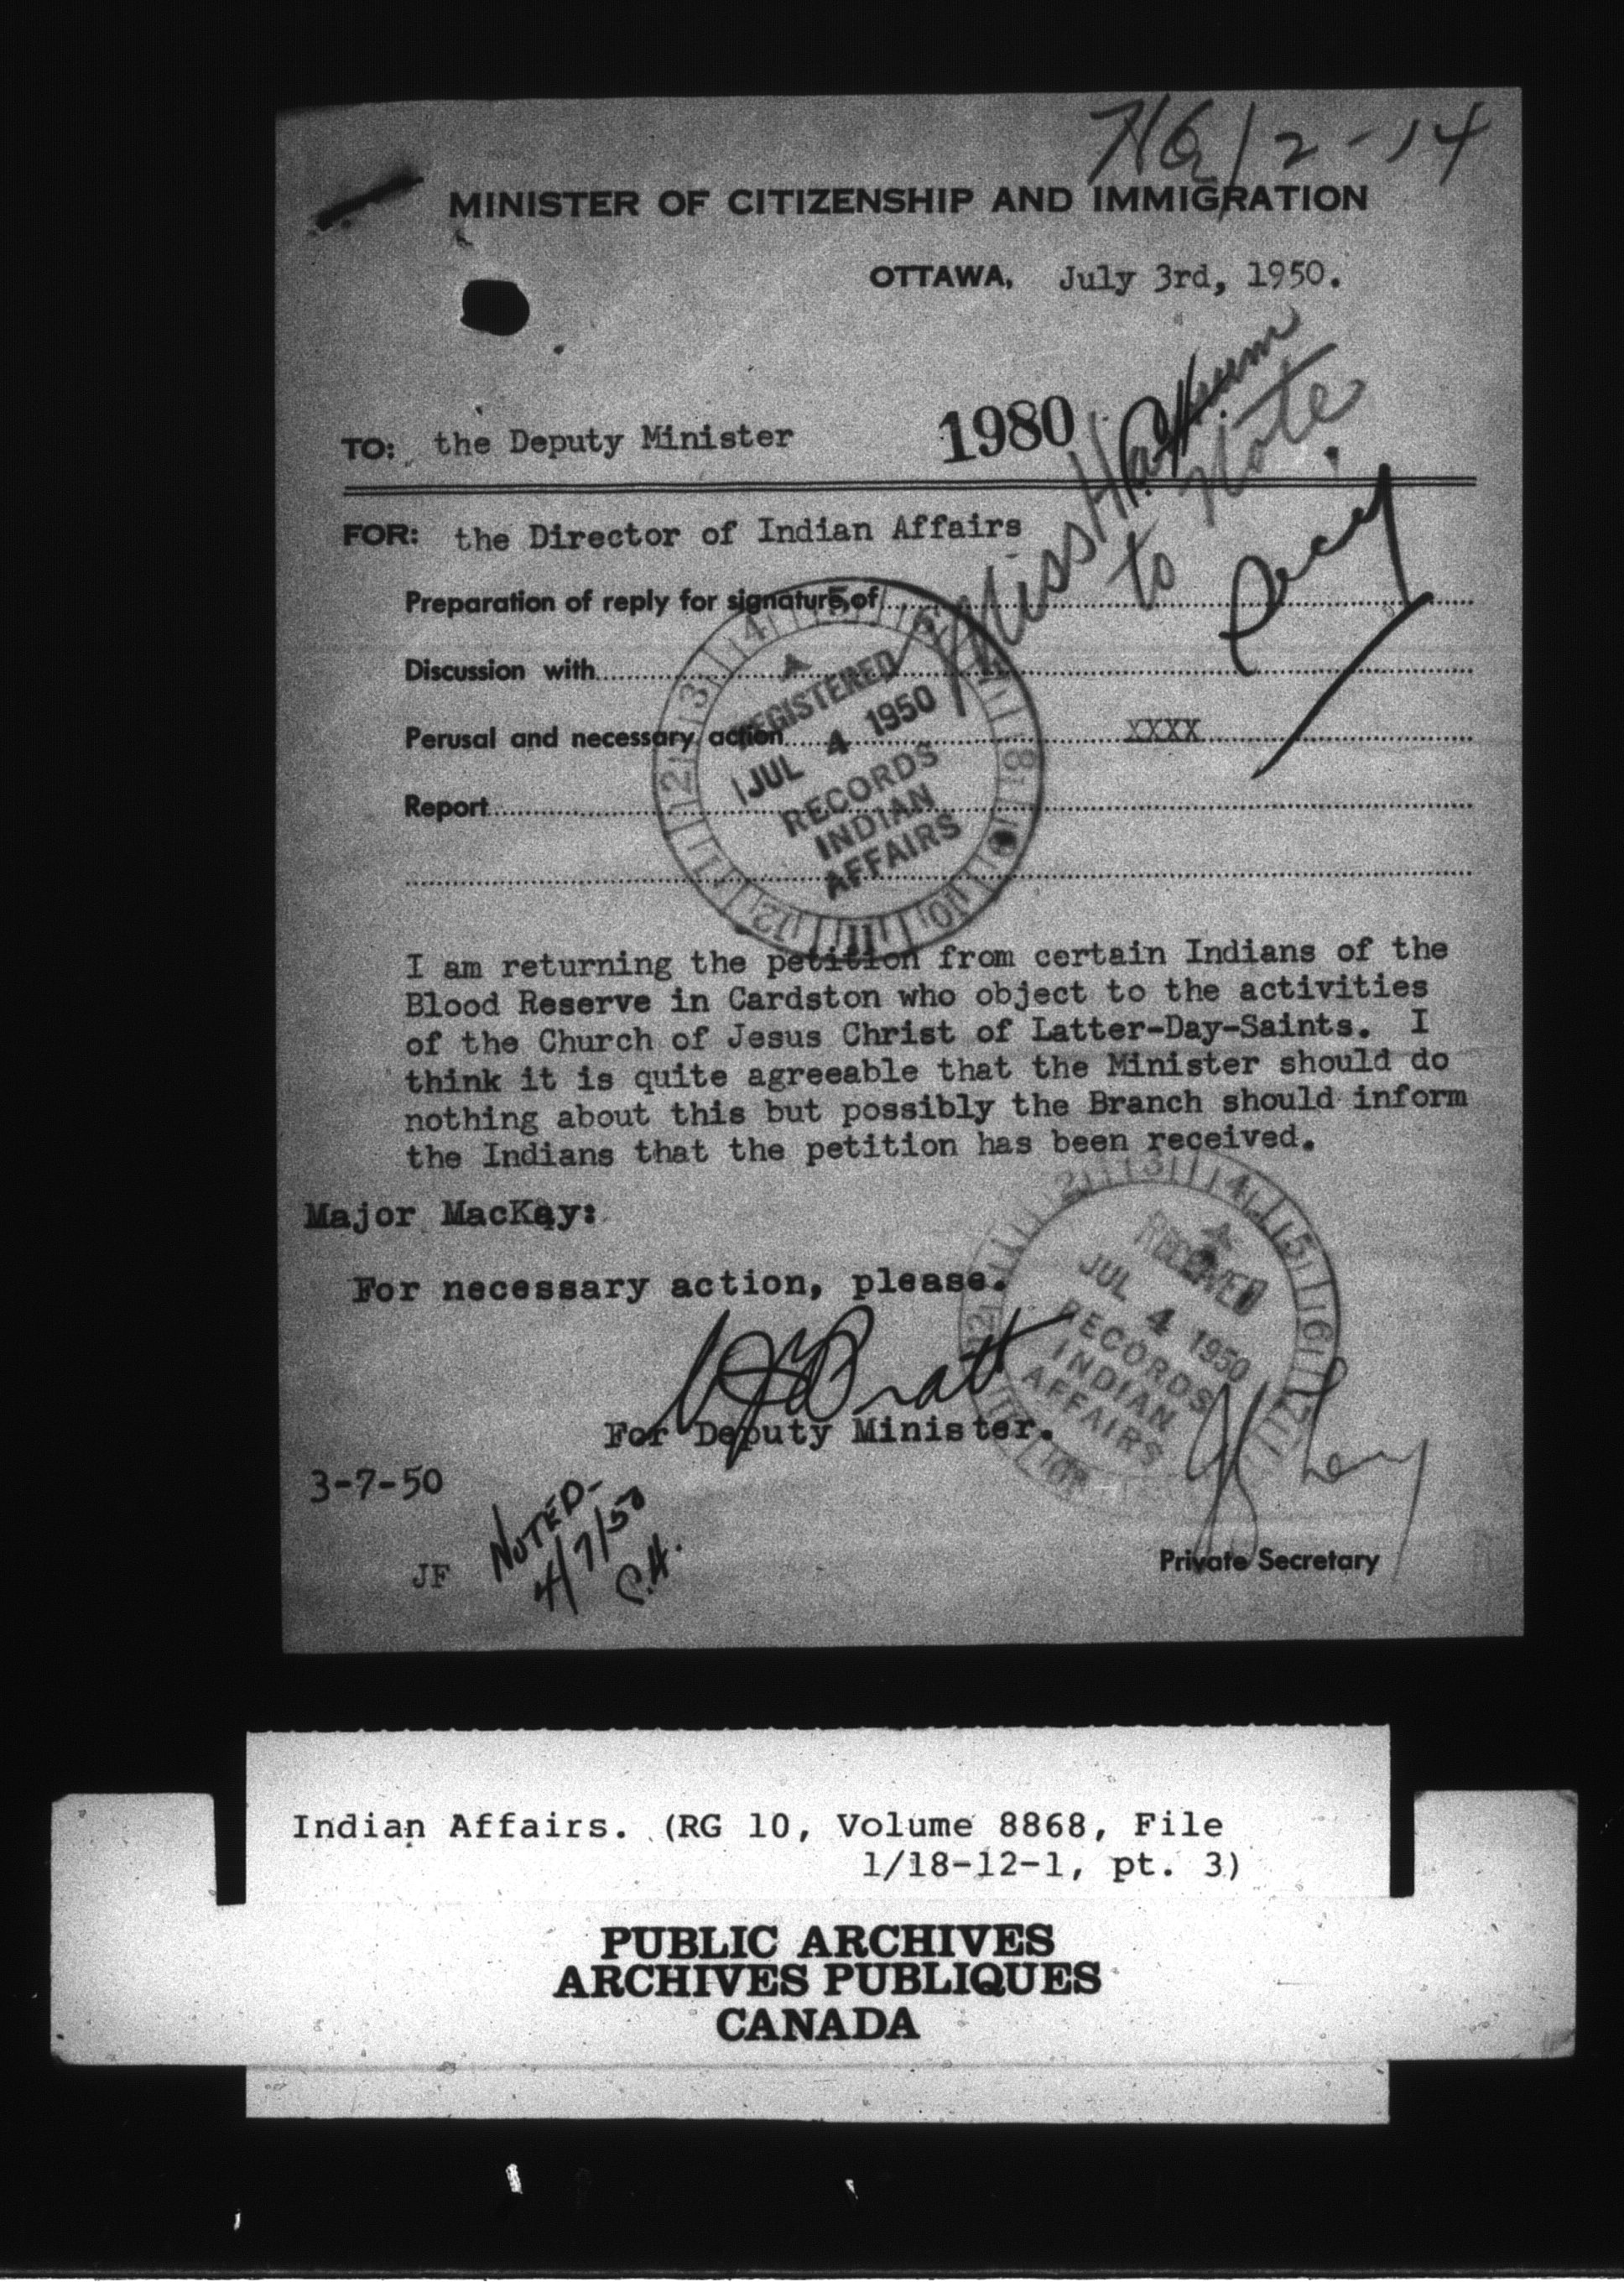 2-14
MINISTER OF CITIZENSHIP AND IMMIGRATION
OTTAWA, July 3rd, 1950.
Miss
to Note.
Percy
TO: the Deputy Minister 1980
FOR: the Director of Indian Affairs
Preparation of reply for signature of
Discussion with
Perusal and necessary action XXXX
Report
A
REGISTERED
JUL 4 1950
RECORDS
INDIAN
AFFAIRS
I am returning the petition from certain Indians of the
Blood Reserve in Cardston who object to the activities
of the Church of Jesus Christ of Latter-Day-Saints. I
think it is quite agreeable that the Minister should do
nothing about this but possibly the Branch should inform
the Indians that the petition has been received.
Major MacKay:
For necessary action, please.
A
RECEIVED
JUL 4 1950
RECORDS
INDIAN
AFFAIRS
Pratt
For Deputy Minister.
3-7-50
NOTED-
4/7/50
C.H.
JF
Private Secretary
Indian Affairs. (RG 10, Volume 8868, File
1/18-12-1, pt. 3)
PUBLIC ARCHIVES
ARCHIVES PUBLIQUES
CANADA